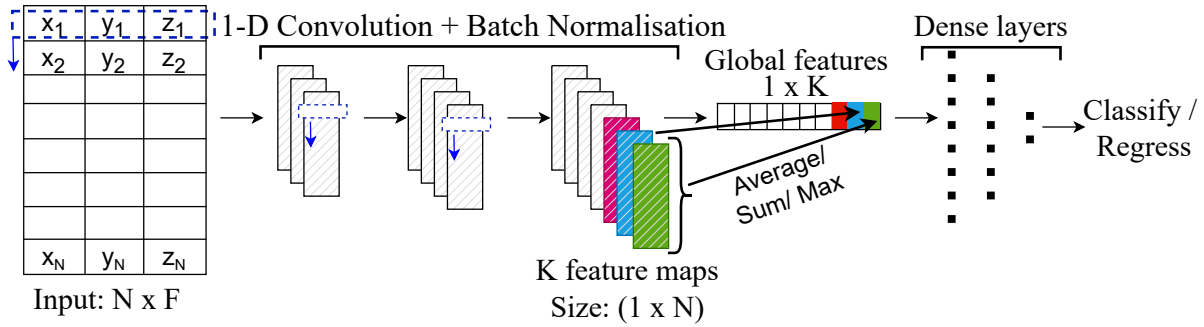 x1 y1 z1
x2 y2 z2
xN yN zN
Input: N x F
1-D Convolution + Batch Normalisation
K feature maps
Size: (1 x N)
Global features
1 x K
Average/
Sum/ Max
Dense layers
Classify /
Regress